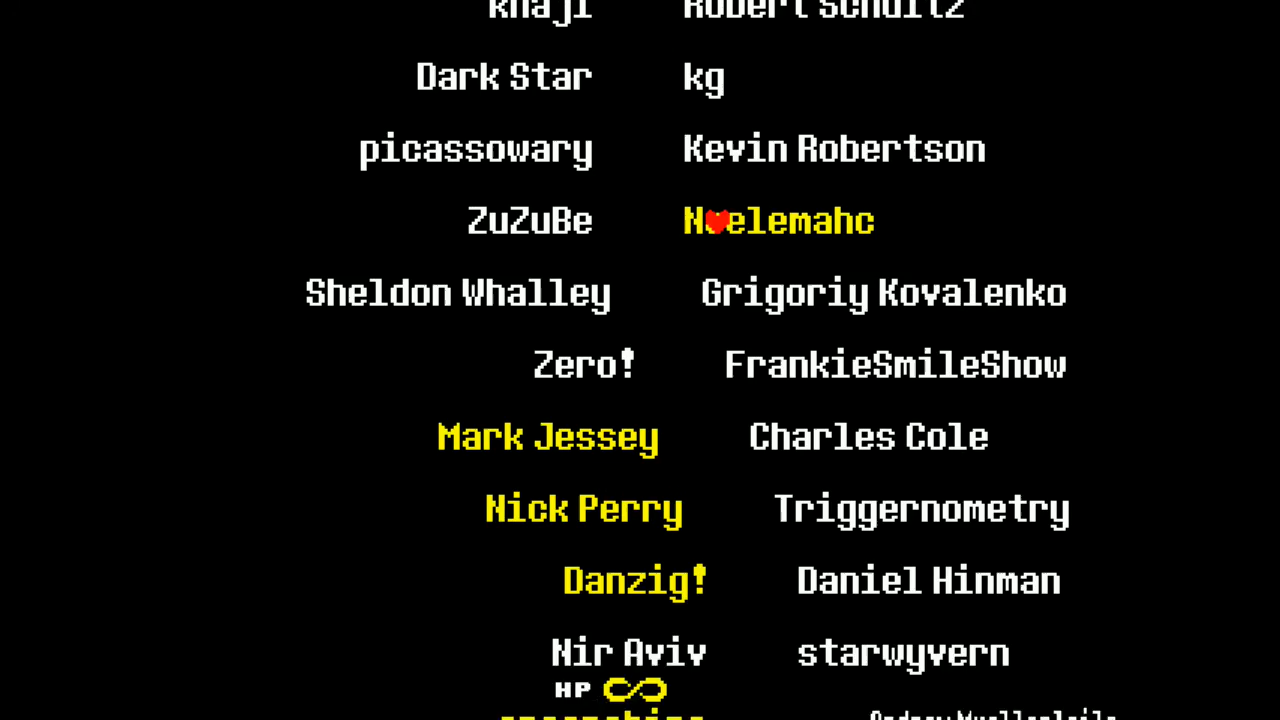 khaji Robert Schultz
Dark Star kg
picassowary Kevin Robertson
ZuZuBe
Sheldon Whalley Grigoriy Kovalenko
Zero! FrankieSmileShow
Mark Jessey Charles Cole
Nick Perry Triggernometry
Danzig! Daniel Hinman
Nir Aviv starwyvern
HP ∞